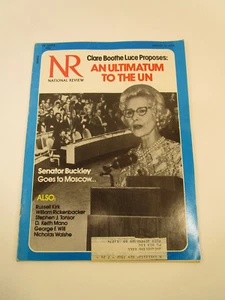 NR
NATIONAL REVIEW
Clare Boothe Luce Proposes:
AN ULTIMATUM
TO THE UN
Senator Buckley
Goes to Moscow...
ALSO:
Russell Kirk
William Rickenbacker
Stephen J. Tonsor
D. Keith Mano
George F. Will
Nicholas Walshe